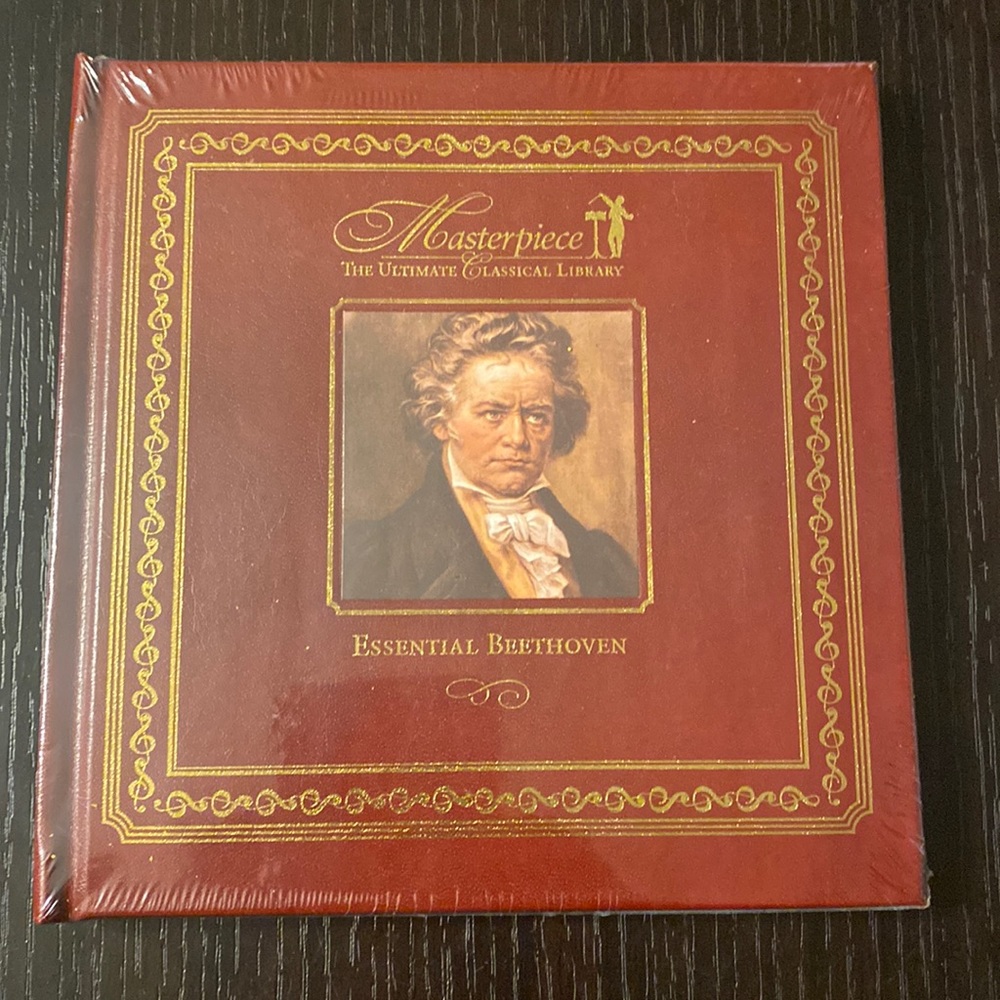 Masterpiece
THE ULTIMATE CLASSICAL LIBRARY
ESSENTIAL BEETHOVEN